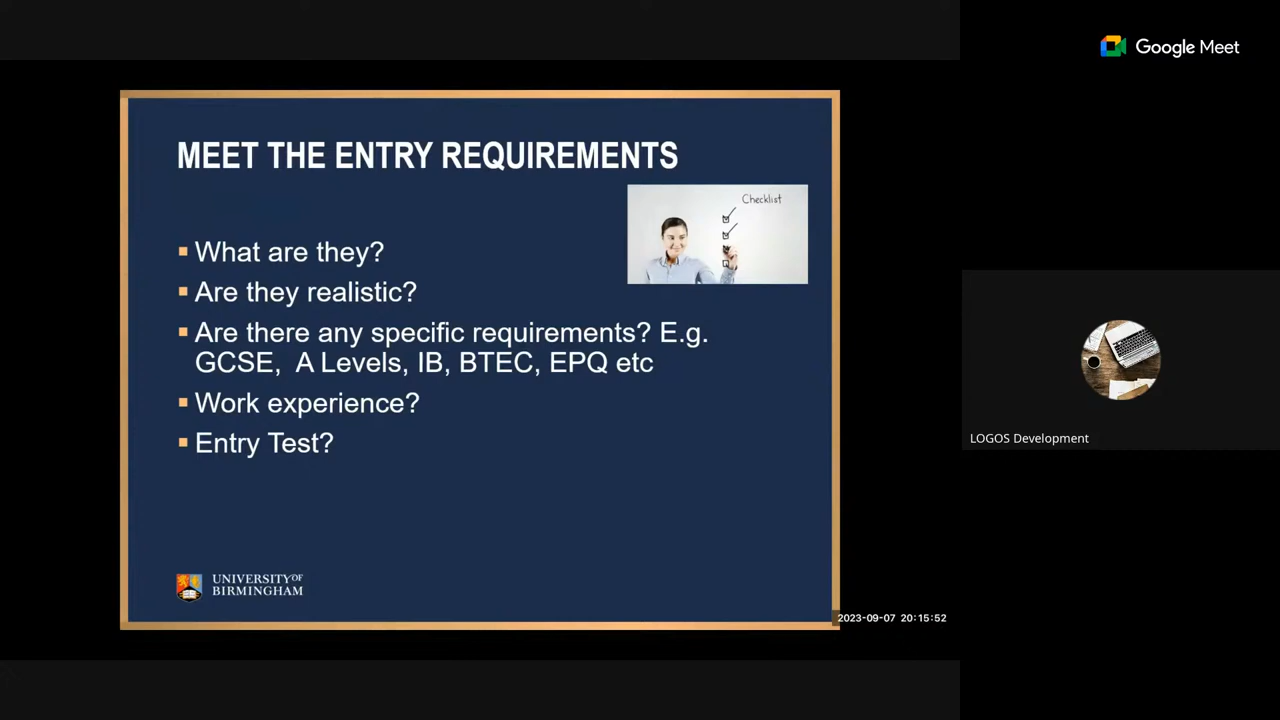 Google Meet
MEET THE ENTRY REQUIREMENTS
Checklist
▪ What are they?
▪ Are they realistic?
▪ Are there any specific requirements? E.g.
GCSE,  A Levels, IB, BTEC, EPQ etc
▪ Work experience?
▪ Entry Test?
UNIVERSITY OF
BIRMINGHAM
2023-09-07 20:15:52
LOGOS Development